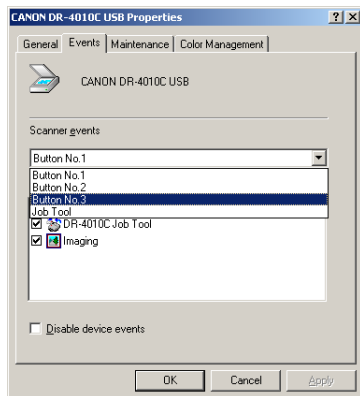 CANON DR-4010C USB Properties
General Events Maintenance Color Management
CANON DR-4010C USB
Scanner events
Button No.1
Button No.1
Button No.2
Button No.3
Job Tool
DR-4010C Job Tool
Imaging
Disable device events
OK Cancel Apply